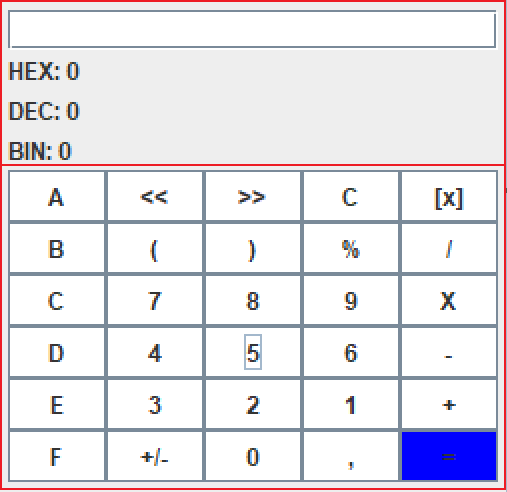 HEX: 0
DEC: 0
BIN: 0
A << >> C [x]
B ( ) % /
C 7 8 9 X
D 4 5 6 -
E 3 2 1 +
F +/- 0 , =